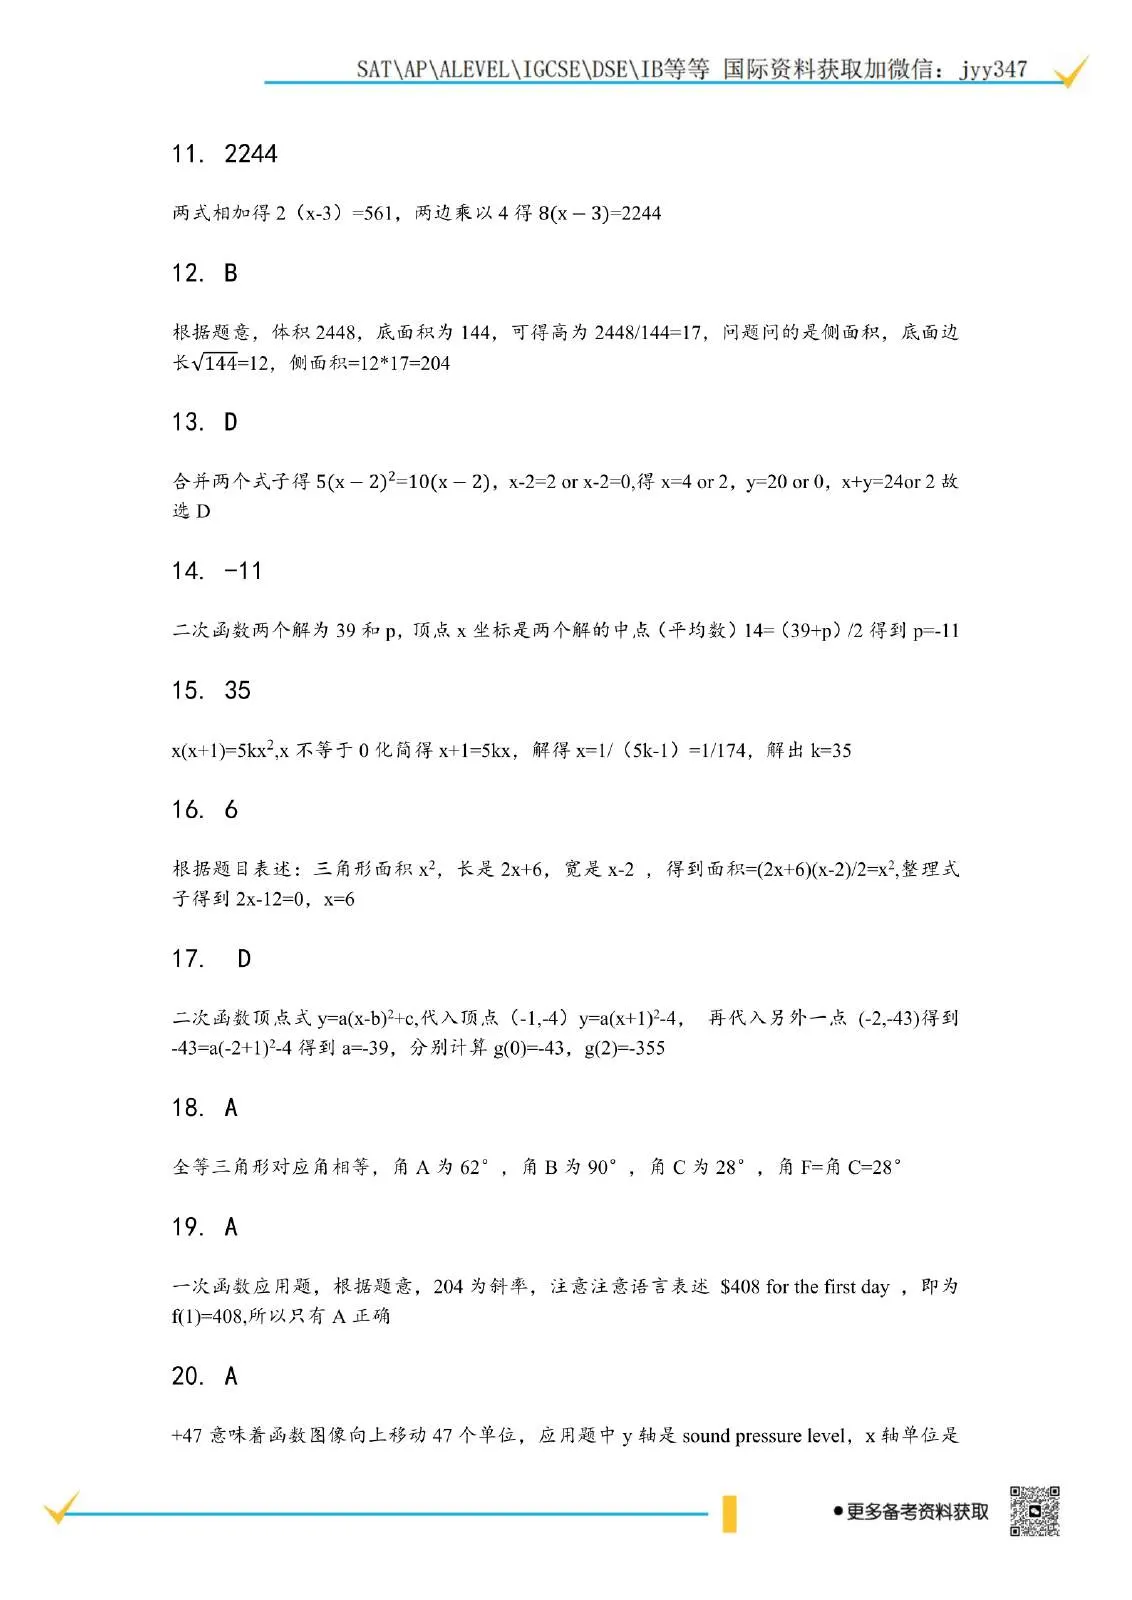 SAT\AP\ALEVEL\IGCSE\DSE\IB等等 国际资料获取加微信：jyy347
11. 2244
两式相加得 2（x-3）=561，两边乘以 4 得 8(x − 3)=2244
12. B
根据题意，体积 2448，底面积为 144，可得高为 2448/144=17，问题问的是侧面积，底面边
长√144=12，侧面积=12*17=204
13. D
合并两个式子得 5(x − 2)²=10(x − 2)，x-2=2 or x-2=0,得 x=4 or 2，y=20 or 0，x+y=24or 2 故
选 D
14. -11
二次函数两个解为 39 和 p，顶点 x 坐标是两个解的中点（平均数）14=（39+p）/2 得到 p=-11
15. 35
x(x+1)=5kx²,x 不等于 0 化简得 x+1=5kx，解得 x=1/（5k-1）=1/174，解出 k=35
16. 6
根据题目表述：三角形面积 x²，长是 2x+6，宽是 x-2 ，得到面积=(2x+6)(x-2)/2=x²,整理式
子得到 2x-12=0，x=6
17. D
二次函数顶点式 y=a(x-b)²+c,代入顶点（-1,-4）y=a(x+1)²-4， 再代入另外一点 (-2,-43)得到
-43=a(-2+1)²-4 得到 a=-39，分别计算 g(0)=-43，g(2)=-355
18. A
全等三角形对应角相等，角 A 为 62°，角 B 为 90°，角 C 为 28°，角 F=角 C=28°
19. A
一次函数应用题，根据题意，204 为斜率，注意注意语言表述 $408 for the first day ，即为
f(1)=408,所以只有 A 正确
20. A
+47 意味着函数图像向上移动 47 个单位，应用题中 y 轴是 sound pressure level，x 轴单位是
●更多备考资料获取